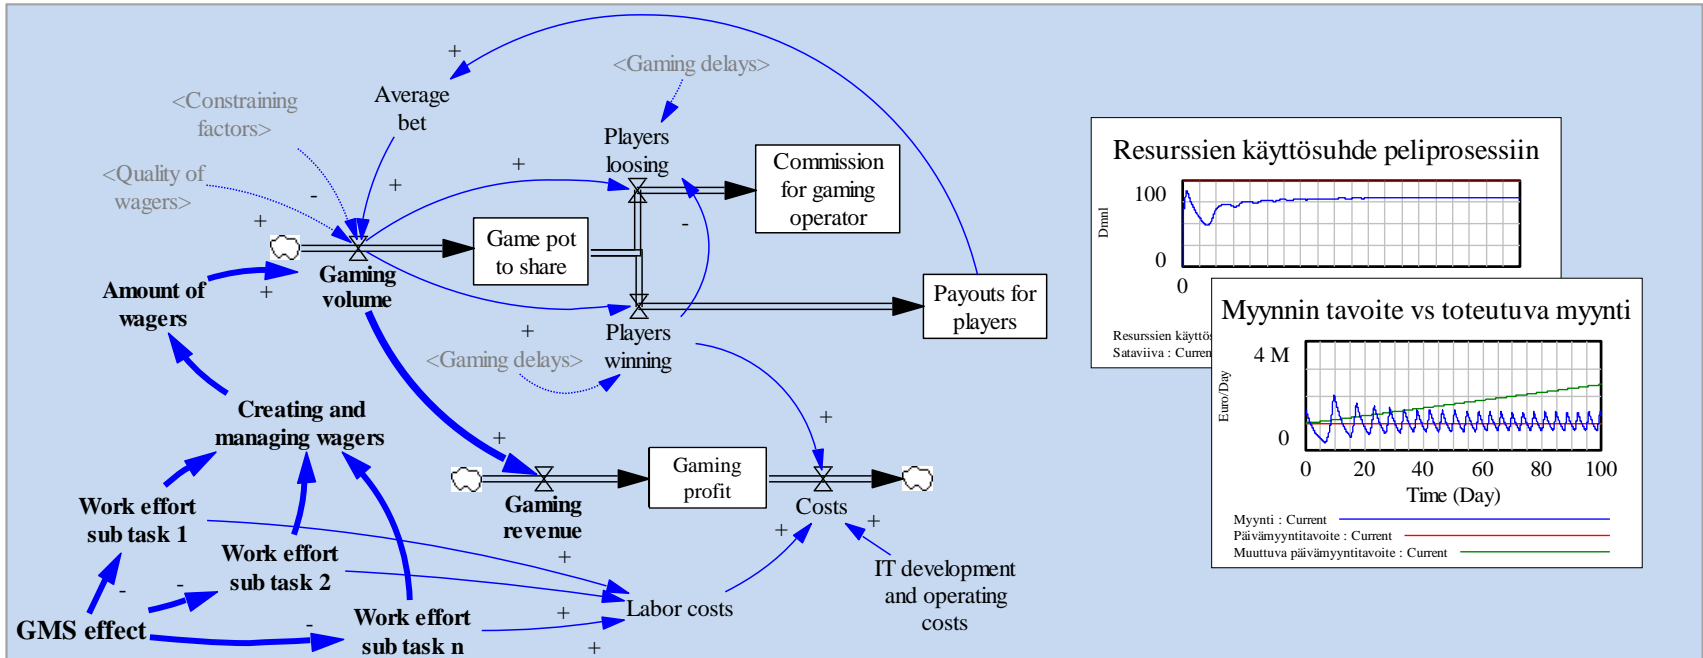 <Gaming delays>
Average
bet
<Constraining
factors>
Players
loosing
Commission
for gaming
operator
<Quality of
wagers>
Game pot
to share
Gaming
volume
Amount of
wagers
Payouts for
players
Players
winning
<Gaming delays>
Creating and
managing wagers
Gaming
profit
Gaming
revenue
Costs
Work effort
sub task 1
Work effort
sub task 2
IT development
and operating
costs
Labor costs
GMS effect
Work effort
sub task n
+
+
+
+
+
+
+
+
+
+
+
+
+
+
-
-
-
-
-
Resurssien käyttösuhde peliprosessiin
100
Dmnl
0
0
Resurssien käyttös
Sataviiva : Curren
Myynnin tavoite vs toteutuva myynti
4 M
Euro/Day
0
0 20 40 60 80 100
Time (Day)
Myynti : Current
Päivämyyntitavoite : Current
Muuttuva päivämyyntitavoite : Current